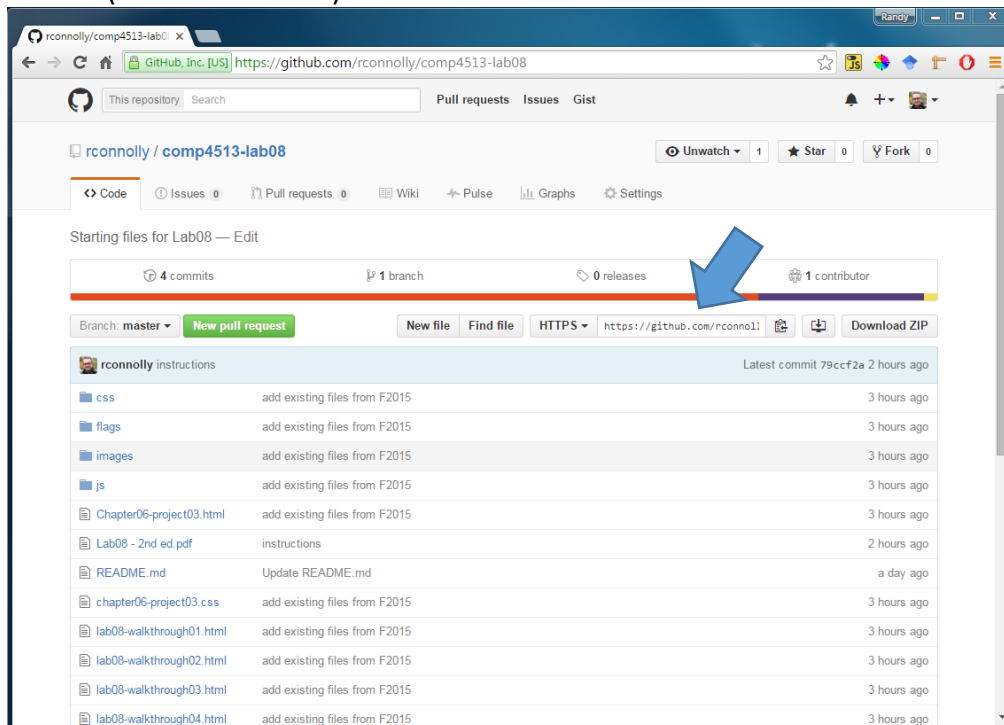 Randy
rconnolly/comp4513-lab0
GitHub, Inc. [US] https://github.com/rconnolly/comp4513-lab08
JS
This repository Search Pull requests Issues Gist
rconnolly / comp4513-lab08 Unwatch 1 Star 0 Fork 0
Code Issues 0 Pull requests 0 Wiki Pulse Graphs Settings
Starting files for Lab08 — Edit
4 commits 1 branch 0 releases 1 contributor
Branch: master New pull request New file Find file HTTPS https://github.com/rconnoll Download ZIP
rconnolly instructions Latest commit 79ccf2a 2 hours ago
css add existing files from F2015 3 hours ago
flags add existing files from F2015 3 hours ago
images add existing files from F2015 3 hours ago
js add existing files from F2015 3 hours ago
Chapter06-project03.html add existing files from F2015 3 hours ago
Lab08 - 2nd ed.pdf instructions 2 hours ago
README.md Update README.md a day ago
chapter06-project03.css add existing files from F2015 3 hours ago
lab08-walkthrough01.html add existing files from F2015 3 hours ago
lab08-walkthrough02.html add existing files from F2015 3 hours ago
lab08-walkthrough03.html add existing files from F2015 3 hours ago
lab08-walkthrough04.html add existing files from F2015 3 hours ago